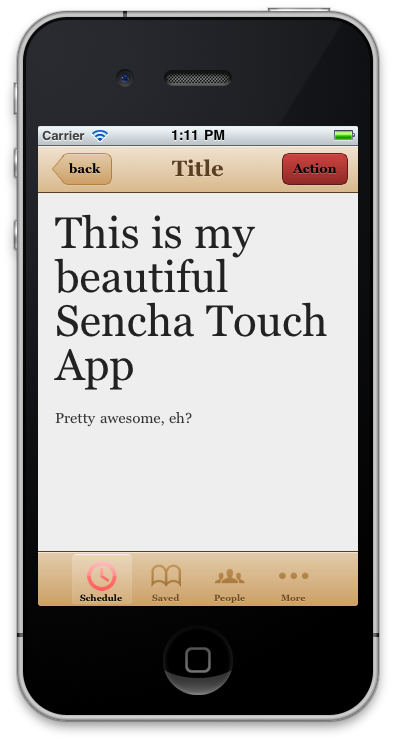 Carrier 1:11 PM
back Title Action
This is my
beautiful
Sencha Touch
App
Pretty awesome, eh?
Schedule Saved People More